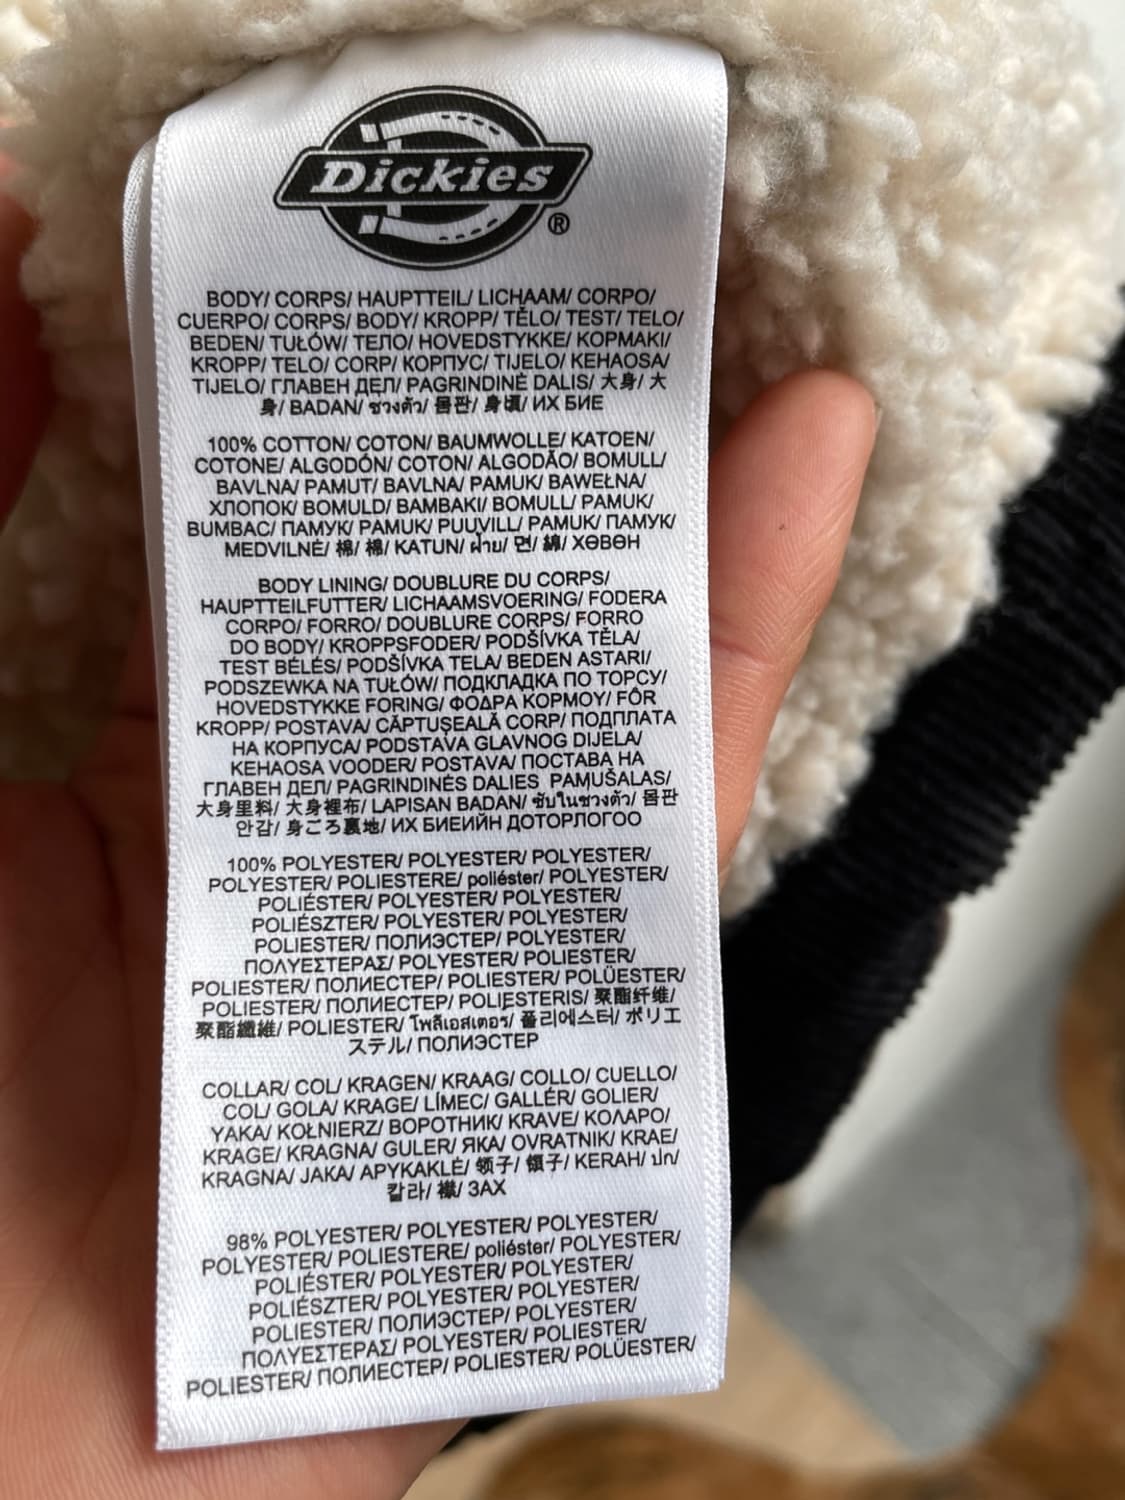 Dickies
®
BODY/ CORPS/ HAUPTTEIL/ LICHAAM/ CORPO/
CUERPO/ CORPS/ BODY/ KROPP/ TĚLO/ TEST/ TELO/
BEDEN/ TUŁÓW/ ТЕЛО/ HOVEDSTYKKE/ ΚΟΡΜΑΚΙ/
KROPP/ TELO/ CORP/ КОРПУС/ TIJELO/ KEHAOSA/
TIJELO/ ГЛАВЕН ДЕЛ/ PAGRINDINĖ DALIS/ 大身/ 大
身/ BADAN/ ช่วงตัว/ 몸판/ 身頃/ ИХ БИЕ
100% COTTON/ COTON/ BAUMWOLLE/ KATOEN/
COTONE/ ALGODÓN/ COTON/ ALGODÃO/ BOMULL/
BAVLNA/ PAMUT/ BAVLNA/ PAMUK/ BAWEŁNA/
ХЛОПОК/ BOMULD/ BAMBAKI/ BOMULL/ PAMUK/
BUMBAC/ ПАМУК/ PAMUK/ PUUVILL/ PAMUK/ ПАМУК/
MEDVILNĖ/ 棉/ 棉/ KATUN/ ฝ้าย/ 면/ 綿/ ХӨВӨН
BODY LINING/ DOUBLURE DU CORPS/
HAUPTTEILFUTTER/ LICHAAMSVOERING/ FODERA
CORPO/ FORRO/ DOUBLURE CORPS/ FORRO
DO BODY/ KROPPSFODER/ PODŠÍVKA TĚLA/
TEST BÉLÉS/ PODŠÍVKA TELA/ BEDEN ASTARI/
PODSZEWKA NA TUŁÓW/ ПОДКЛАДКА ПО ТОРСУ/
HOVEDSTYKKE FORING/ ΦΟΔΡΑ ΚΟΡΜΟΥ/ FÔR
KROPP/ POSTAVA/ CĂPTUȘEALĂ CORP/ ПОДПЛАТА
НА КОРПУСА/ PODSTAVA GLAVNOG DIJELA/
KEHAOSA VOODER/ POSTAVA/ ПОСТАВА НА
ГЛАВЕН ДЕЛ/ PAGRINDINĖS DALIES PAMUŠALAS/
大身里料/ 大身裡布/ LAPISAN BADAN/ ซับในช่วงตัว/ 몸판
안감/ 身ごろ裏地/ ИХ БИЕИЙН ДОТОРЛОГОО
100% POLYESTER/ POLYESTER/ POLYESTER/
POLYESTER/ POLIESTERE/ poliéster/ POLYESTER/
POLIÉSTER/ POLYESTER/ POLYESTER/
POLIÉSZTER/ POLYESTER/ POLYESTER/
POLIESTER/ ПОЛИЭСТЕР/ POLYESTER/
ΠΟΛΥΕΣΤΕΡΑΣ/ POLYESTER/ POLIESTER/
POLIESTER/ ПОЛИЕСТЕР/ POLIESTER/ POLÜESTER/
POLIESTER/ ПОЛИЕСТЕР/ POLIESTERIS/ 聚酯纤维/
聚酯纖維/ POLIESTER/ โพลีเอสเตอร์/ 폴리에스터/ ポリエ
ステル/ ПОЛИЭСТЕР
COLLAR/ COL/ KRAGEN/ KRAAG/ COLLO/ CUELLO/
COL/ GOLA/ KRAGE/ LÍMEC/ GALLÉR/ GOLIER/
YAKA/ KOŁNIERZ/ ВОРОТНИК/ KRAVE/ ΚΟΛΑΡΟ/
KRAGE/ KRAGNA/ GULER/ ЯКА/ OVRATNIK/ KRAE/
KRAGNA/ JAKA/ APYKAKLĖ/ 领子/ 領子/ KERAH/ ปก/
칼라/ 襟/ ЗАХ
98% POLYESTER/ POLYESTER/ POLYESTER/
POLYESTER/ POLIESTERE/ poliéster/ POLYESTER/
POLIÉSTER/ POLYESTER/ POLYESTER/
POLIÉSZTER/ POLYESTER/ POLYESTER/
POLIESTER/ ПОЛИЭСТЕР/ POLYESTER/
ΠΟΛΥΕΣΤΕΡΑΣ/ POLYESTER/ POLIESTER/
POLIESTER/ ПОЛИЕСТЕР/ POLIESTER/ POLÜESTER/